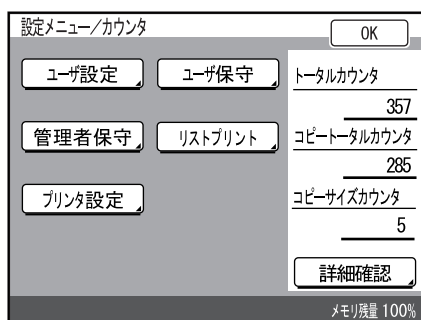 設定メニュー／カウンタ
OK
ユーザ設定
ユーザ保守
管理者保守
リストプリント
プリンタ設定
トータルカウンタ
357
コピートータルカウンタ
285
コピーサイズカウンタ
5
詳細確認
メモリ残量 100%